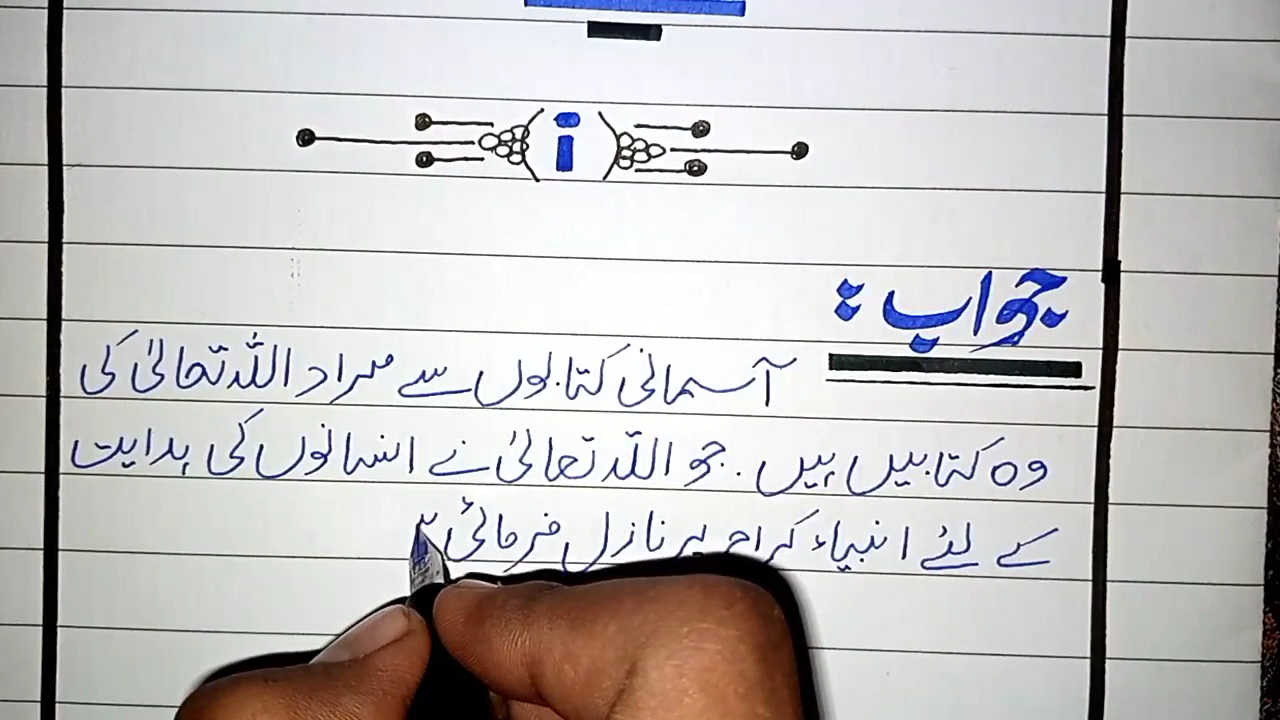 i
جواب :
آسمانی کتابوں سے مراد اللہ تعالیٰ کی
وہ کتابیں ہیں . جو اللہ تعالیٰ نے انسانوں کی ہدایت
کے لئے انبیاء کرام پر نازل فرمائی